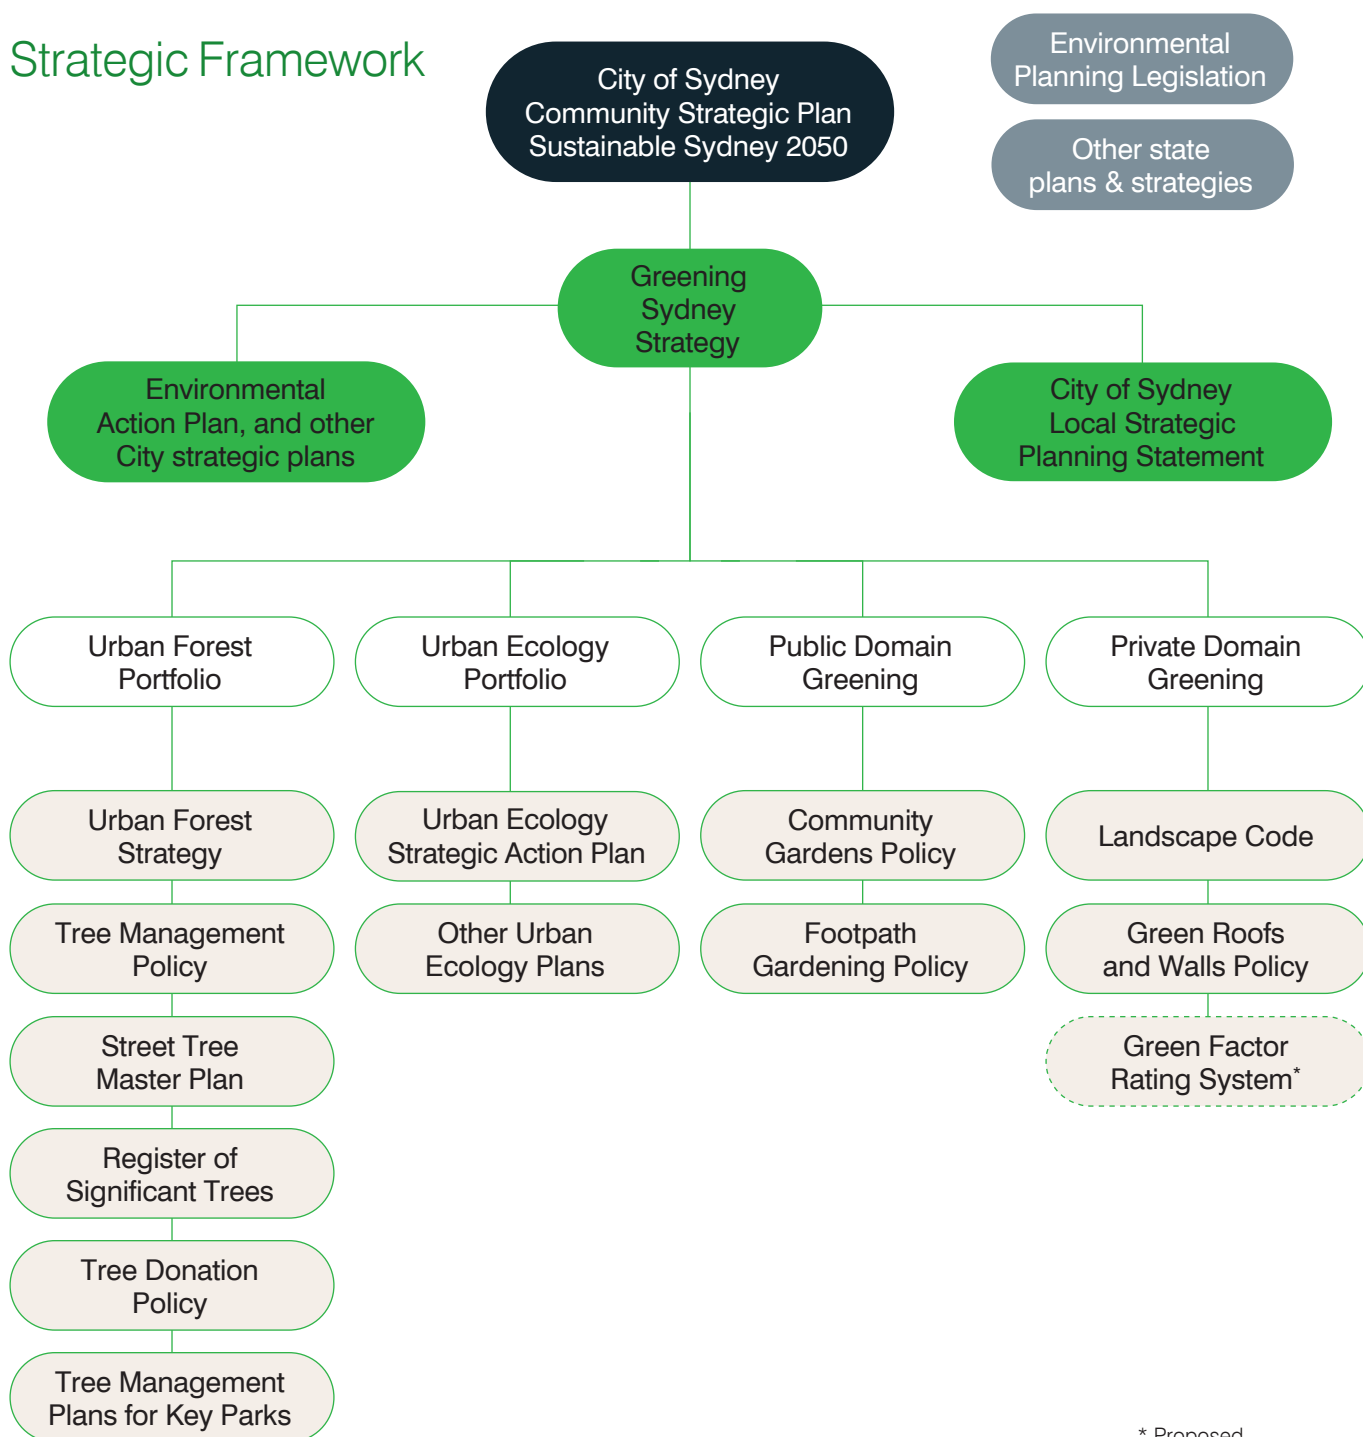 Strategic Framework
City of Sydney
Community Strategic Plan
Sustainable Sydney 2050
Environmental
Planning Legislation
Other state
plans & strategies
Greening
Sydney
Strategy
Environmental
Action Plan, and other
City strategic plans
City of Sydney
Local Strategic
Planning Statement
Urban Forest
Portfolio
Urban Ecology
Portfolio
Public Domain
Greening
Private Domain
Greening
Urban Forest
Strategy
Urban Ecology
Strategic Action Plan
Community
Gardens Policy
Landscape Code
Tree Management
Policy
Other Urban
Ecology Plans
Footpath
Gardening Policy
Green Roofs
and Walls Policy
Street Tree
Master Plan
Green Factor
Rating System*
Register of
Significant Trees
Tree Donation
Policy
Tree Management
Plans for Key Parks
* Proposed